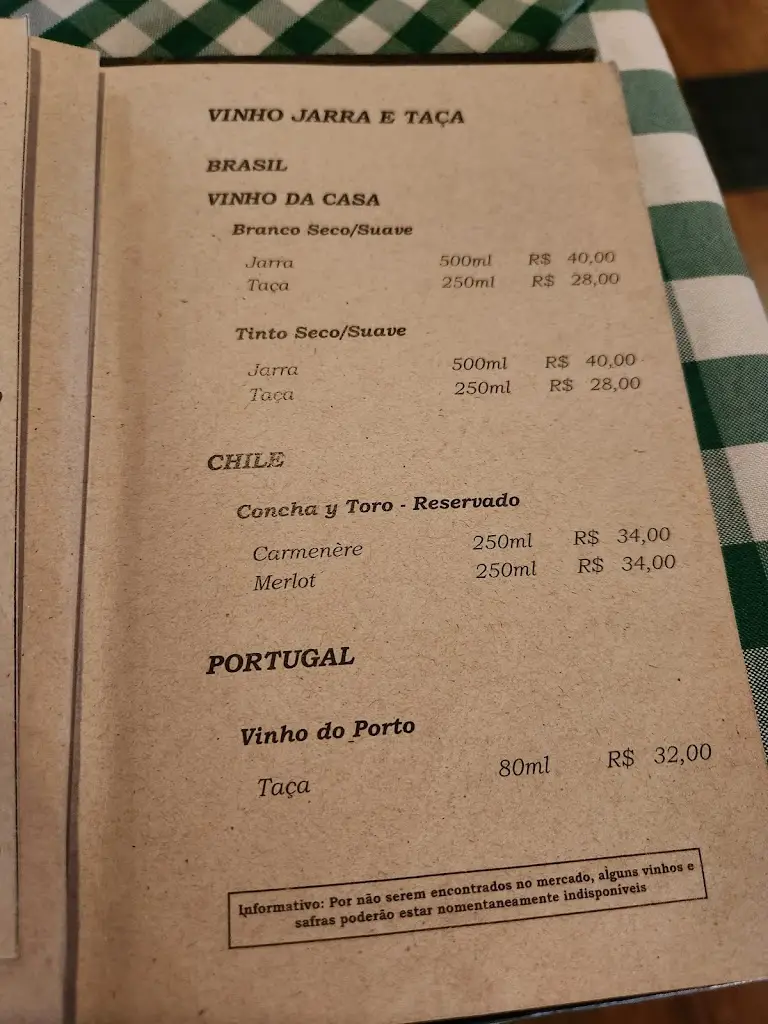 VINHO JARRA E TAÇA
BRASIL
VINHO DA CASA
Branco Seco/Suave
Jarra 500ml R$ 40,00
Taça 250ml R$ 28,00
Tinto Seco/Suave
Jarra 500ml R$ 40,00
Taça 250ml R$ 28,00
CHILE
Concha y Toro - Reservado
Carmenère 250ml R$ 34,00
Merlot 250ml R$ 34,00
PORTUGAL
Vinho do Porto
Taça 80ml R$ 32,00
Informativo: Por não serem encontrados no mercado, alguns vinhos e
safras poderão estar nomentaneamente indisponíveis